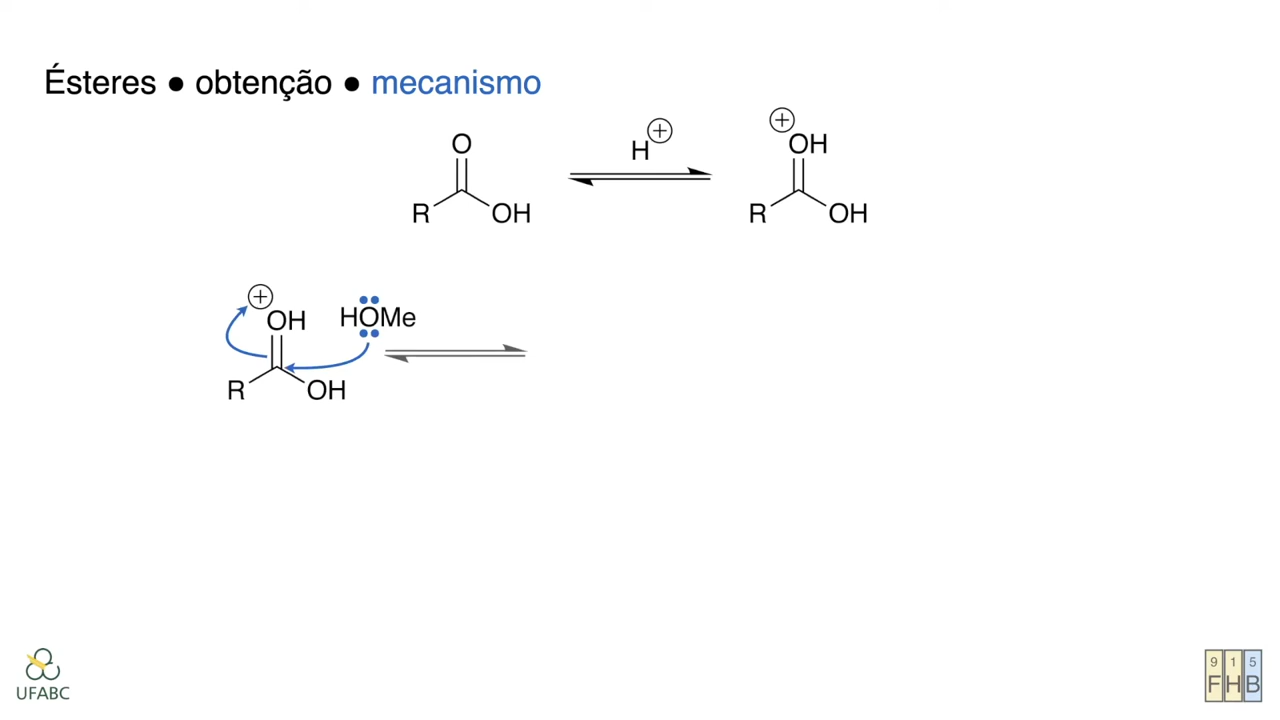 Ésteres ● obtenção ● mecanismo
O
R
OH
H⊕
⊕
OH
R
OH
⊕
OH
HOMe
R
OH
UFABC
9 1 5
F H B